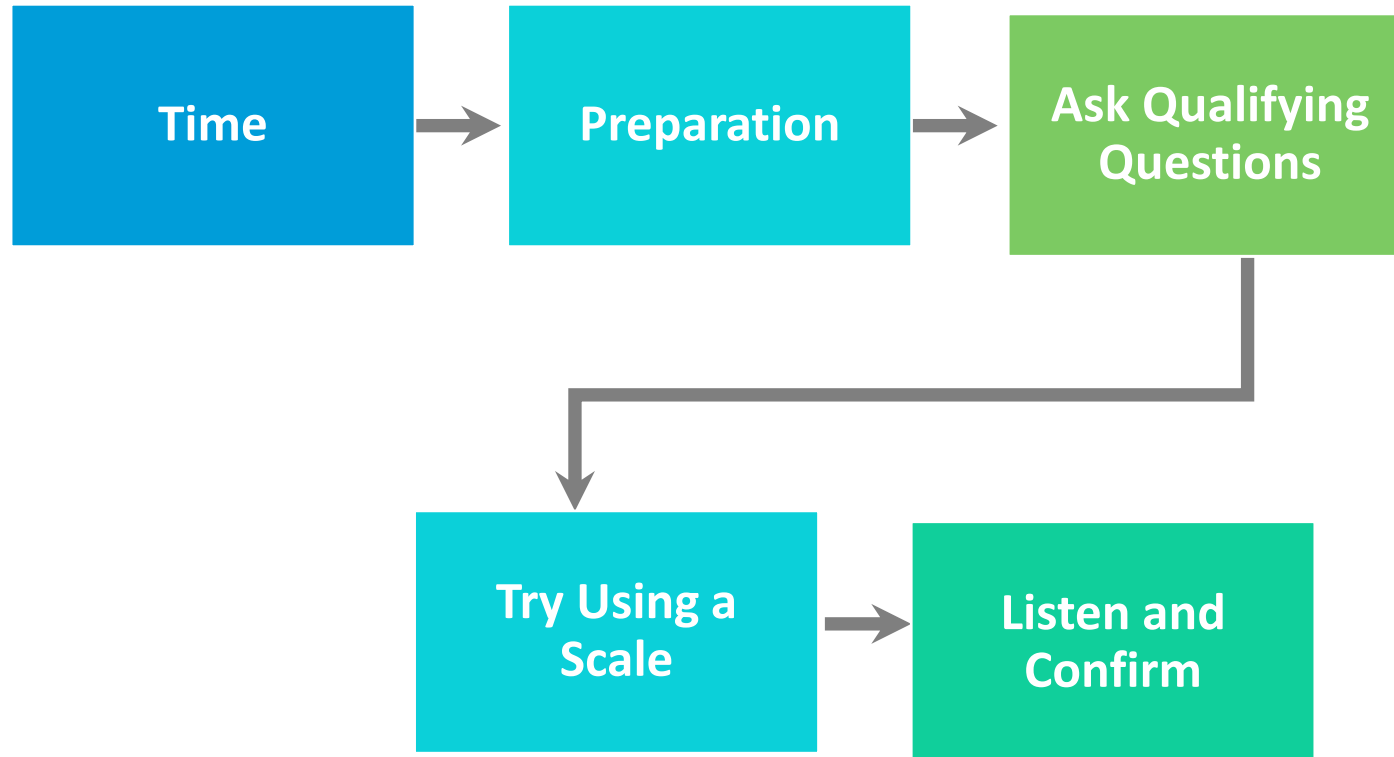 Time
Preparation
Ask Qualifying
Questions
Try Using a
Scale
Listen and
Confirm